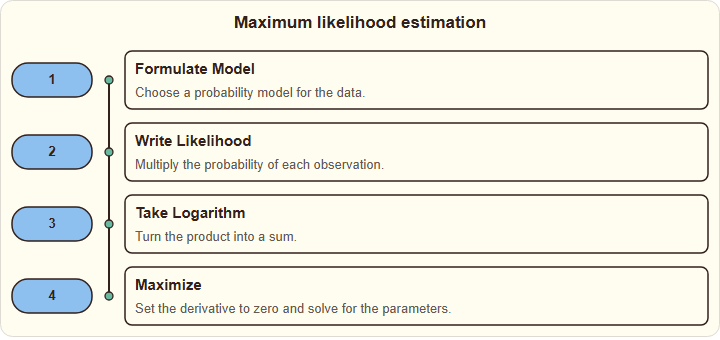 Maximum likelihood estimation
1
Formulate Model
Choose a probability model for the data.
2
Write Likelihood
Multiply the probability of each observation.
3
Take Logarithm
Turn the product into a sum.
4
Maximize
Set the derivative to zero and solve for the parameters.